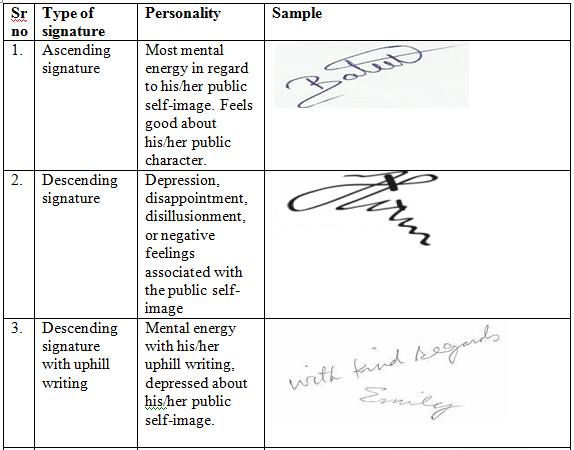 Sr no
Type of signature
Personality
Sample
1.
Ascending signature
Most mental
energy in regard
to his/her public
self-image. Feels
good about
his/her public
character.
2.
Descending
signature
Depression,
disappointment,
disillusionment,
or negative
feelings
associated with
the public self-
image
3.
Descending
signature
with uphill
writing
Mental energy
with his/her
uphill writing,
depressed about
his/her public
self-image.
with kind Regards
Emily